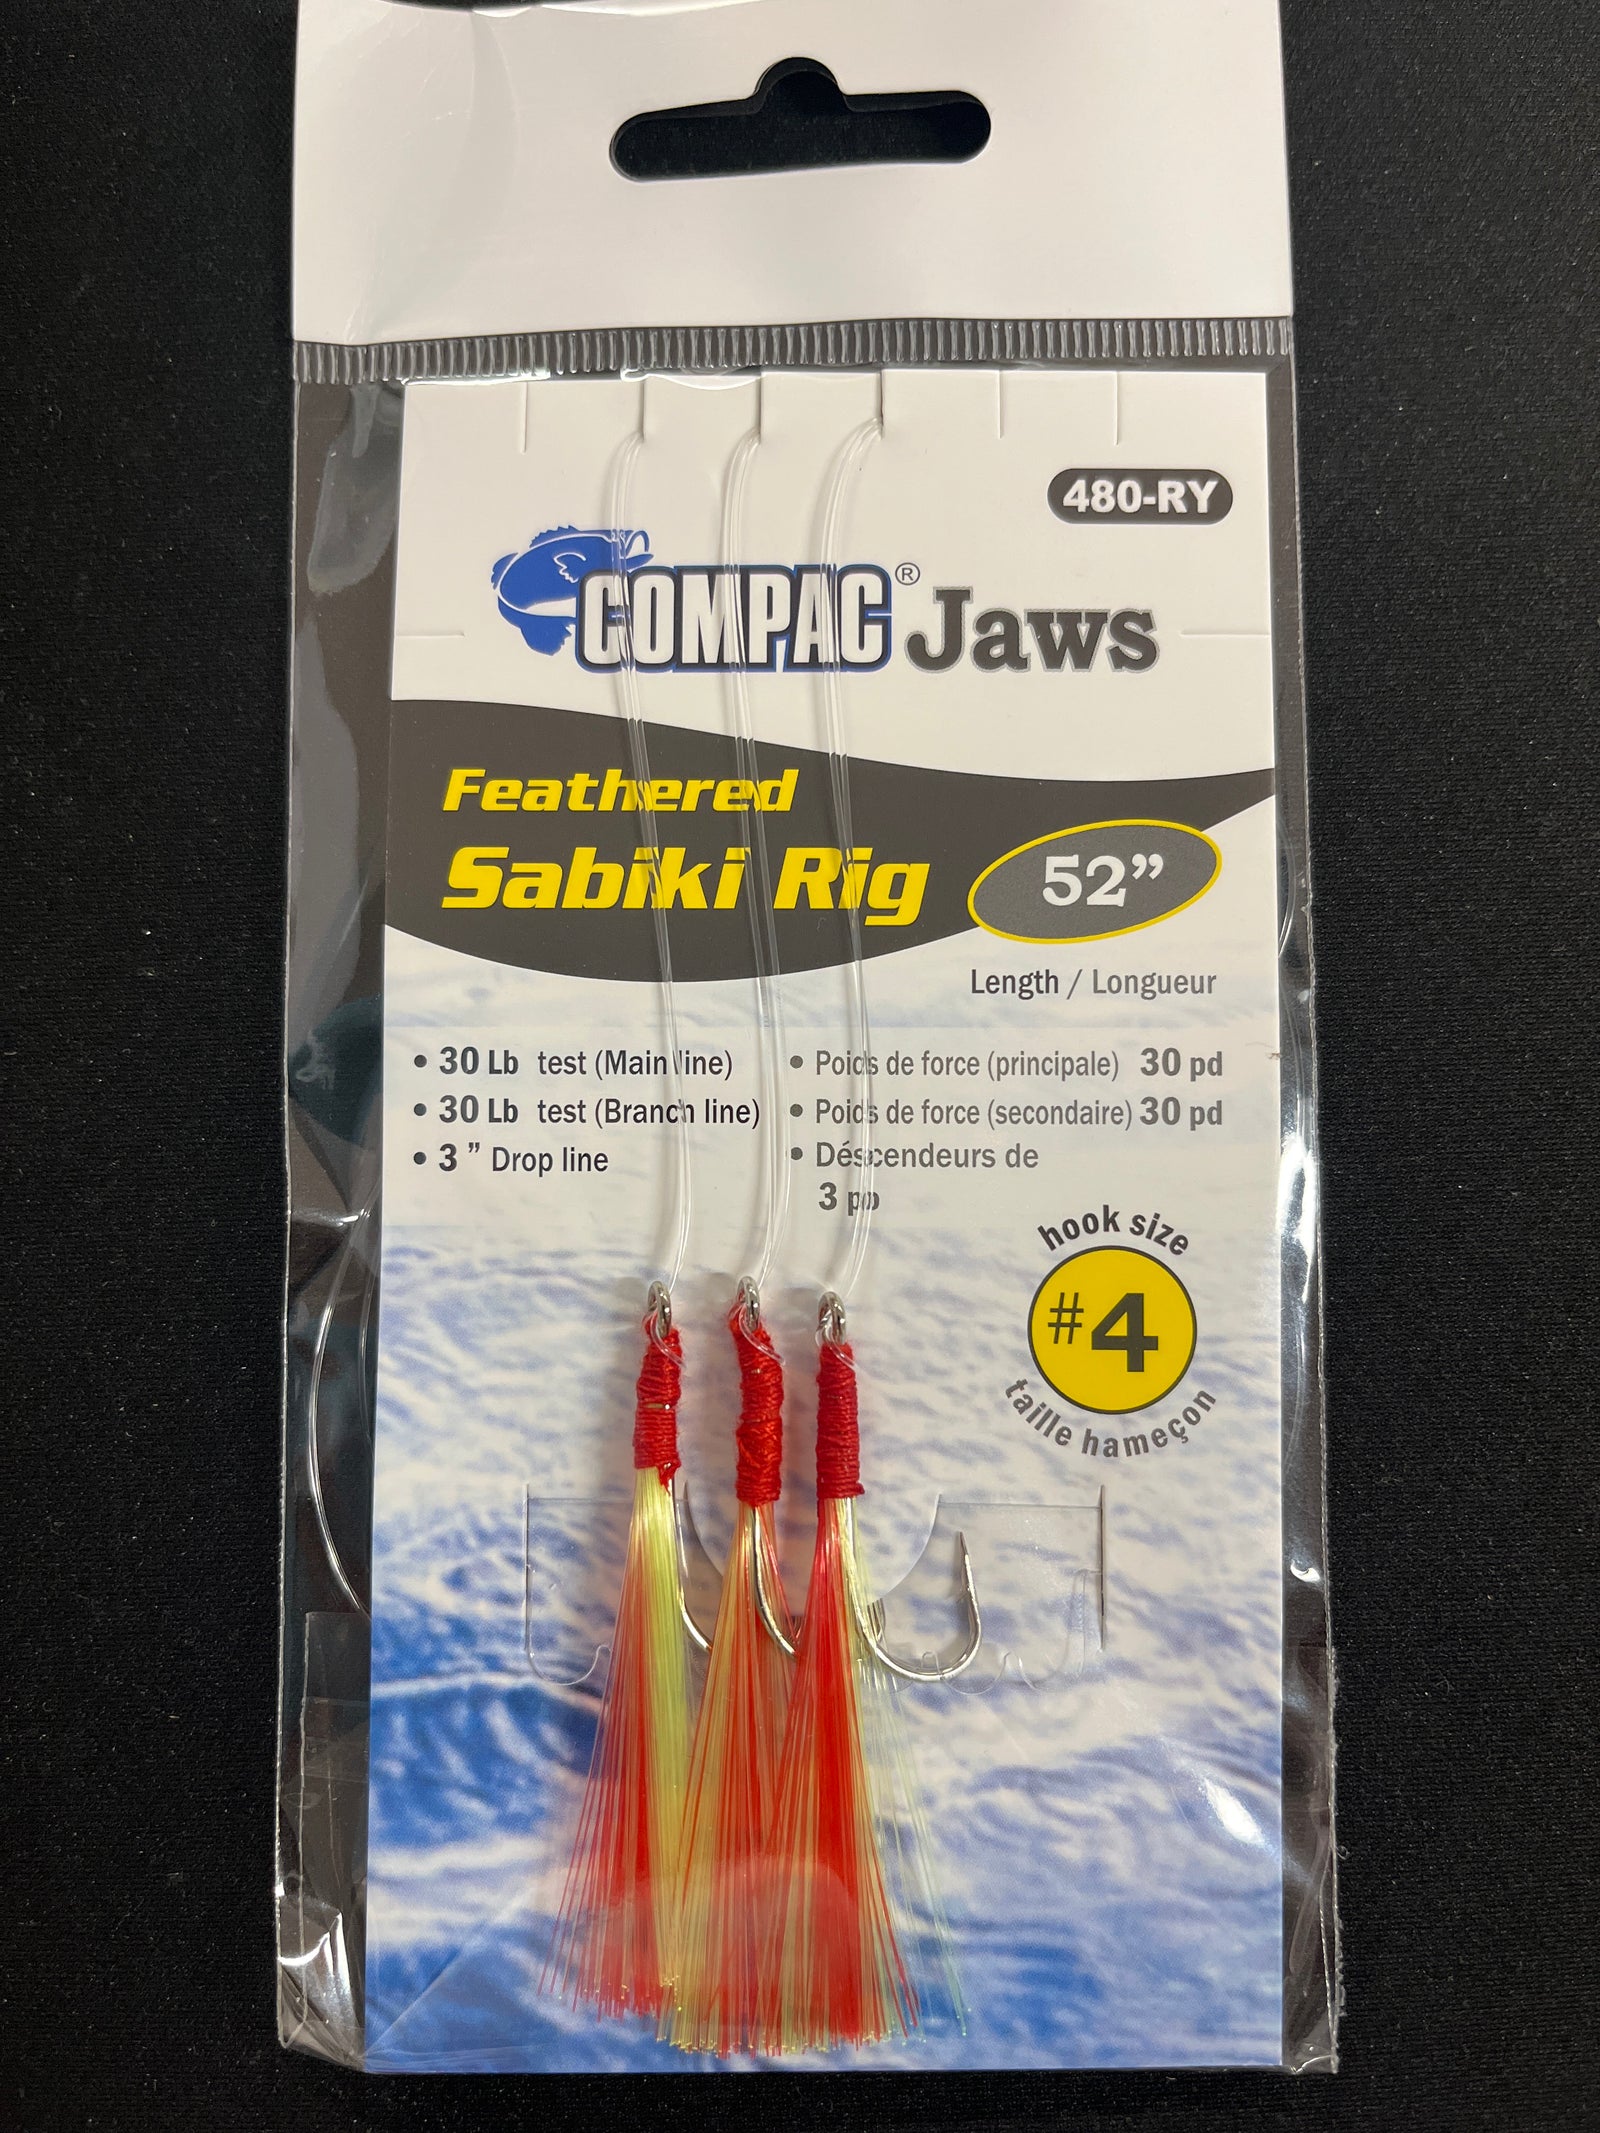 480-RY
COMPAC® Jaws
Feathered
Sabiki Rig
52”
Length / Longueur
• 30 Lb test (Main line)
• 30 Lb test (Branch line)
• 3 ” Drop line
• Poids de force (principale) 30 pd
• Poids de force (secondaire) 30 pd
• Déscendeurs de
3 po
hook size
#4
taille hameçon